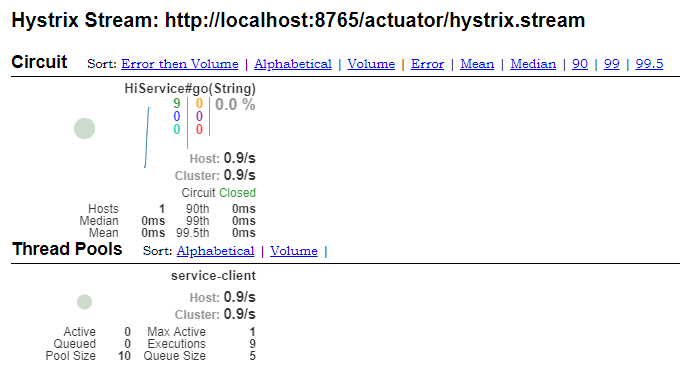 Hystrix Stream: http://localhost:8765/actuator/hystrix.stream
Circuit Sort: Error then Volume | Alphabetical | Volume | Error | Mean | Median | 90 | 99 | 99.5
HiService#go(String)
9 0 0.0 %
0 0
0 0
Host: 0.9/s
Cluster: 0.9/s
Circuit Closed
Hosts 1 90th 0ms
Median 0ms 99th 0ms
Mean 0ms 99.5th 0ms
Thread Pools Sort: Alphabetical | Volume |
service-client
Host: 0.9/s
Cluster: 0.9/s
Active 0 Max Active 1
Queued 0 Executions 9
Pool Size 10 Queue Size 5